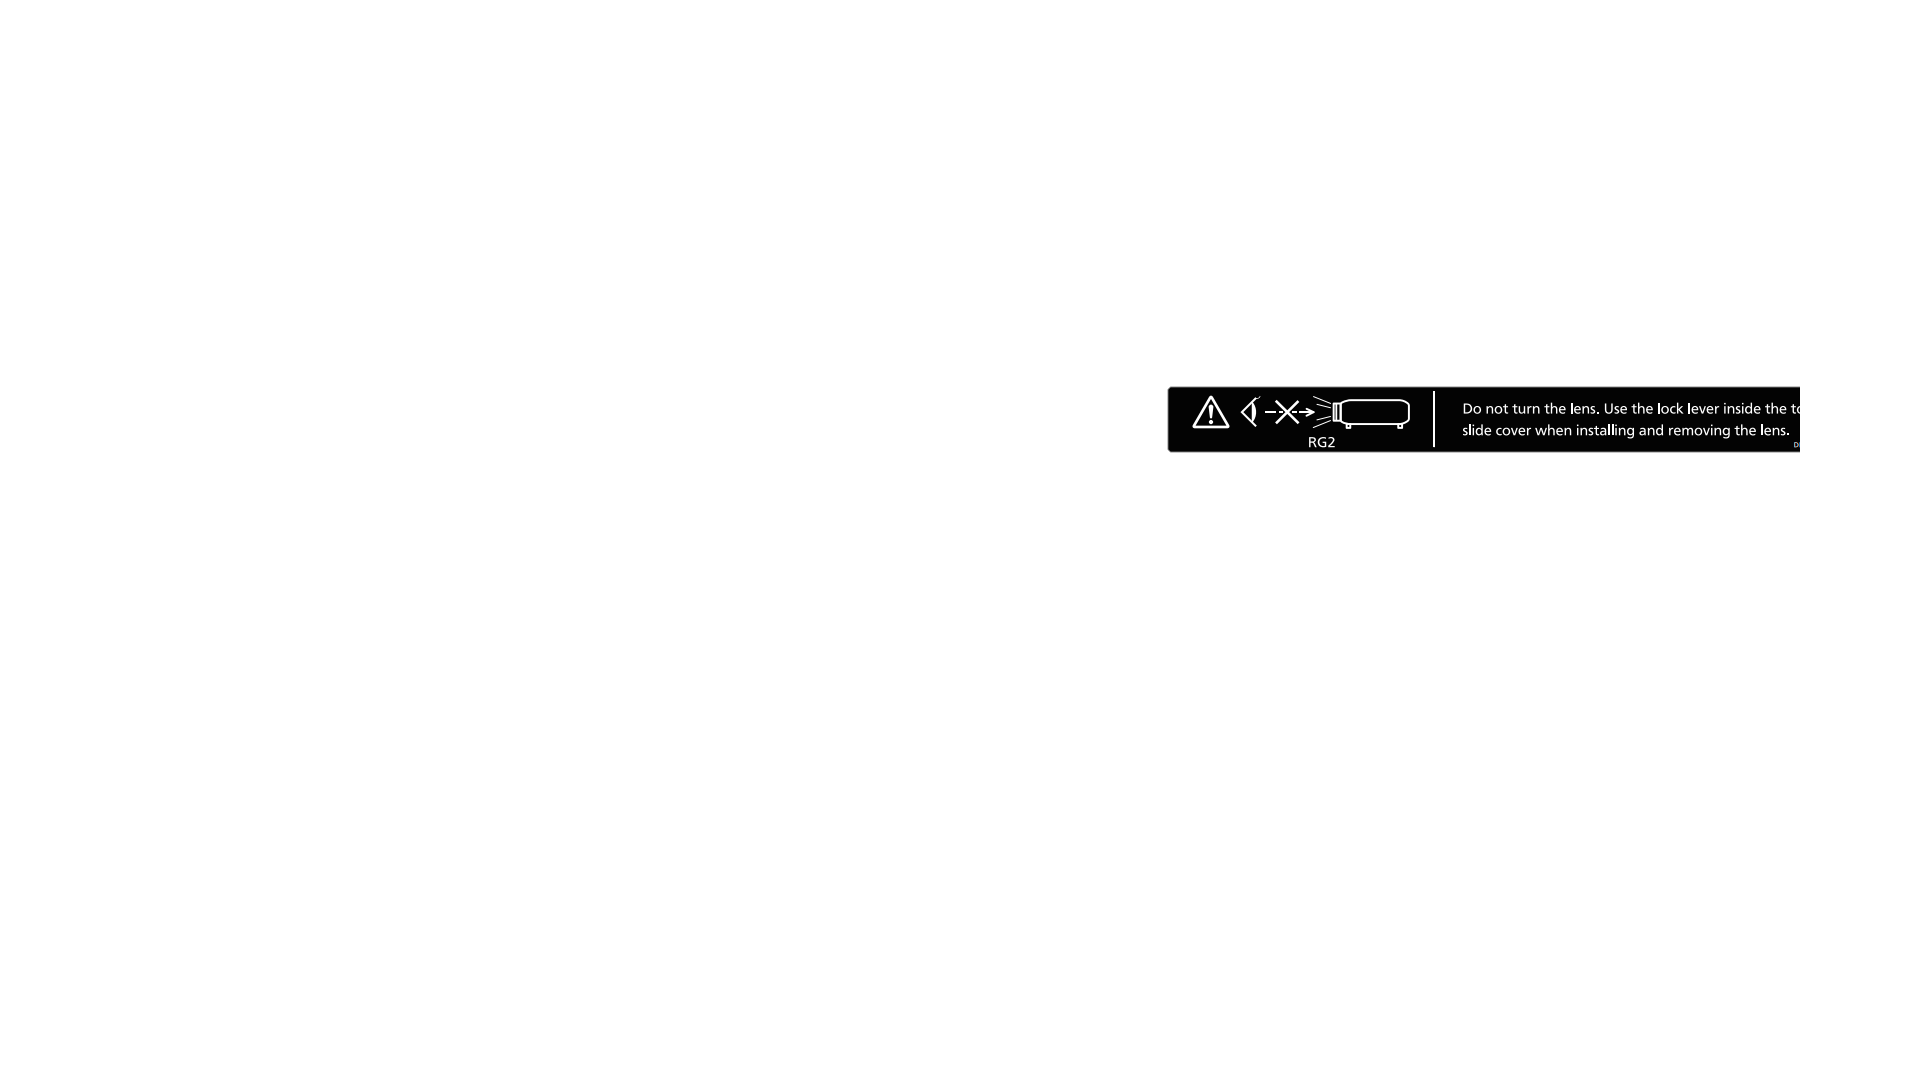 RG2
Do not turn the lens. Use the lock lever inside the
slide cover when installing and removing the lens.